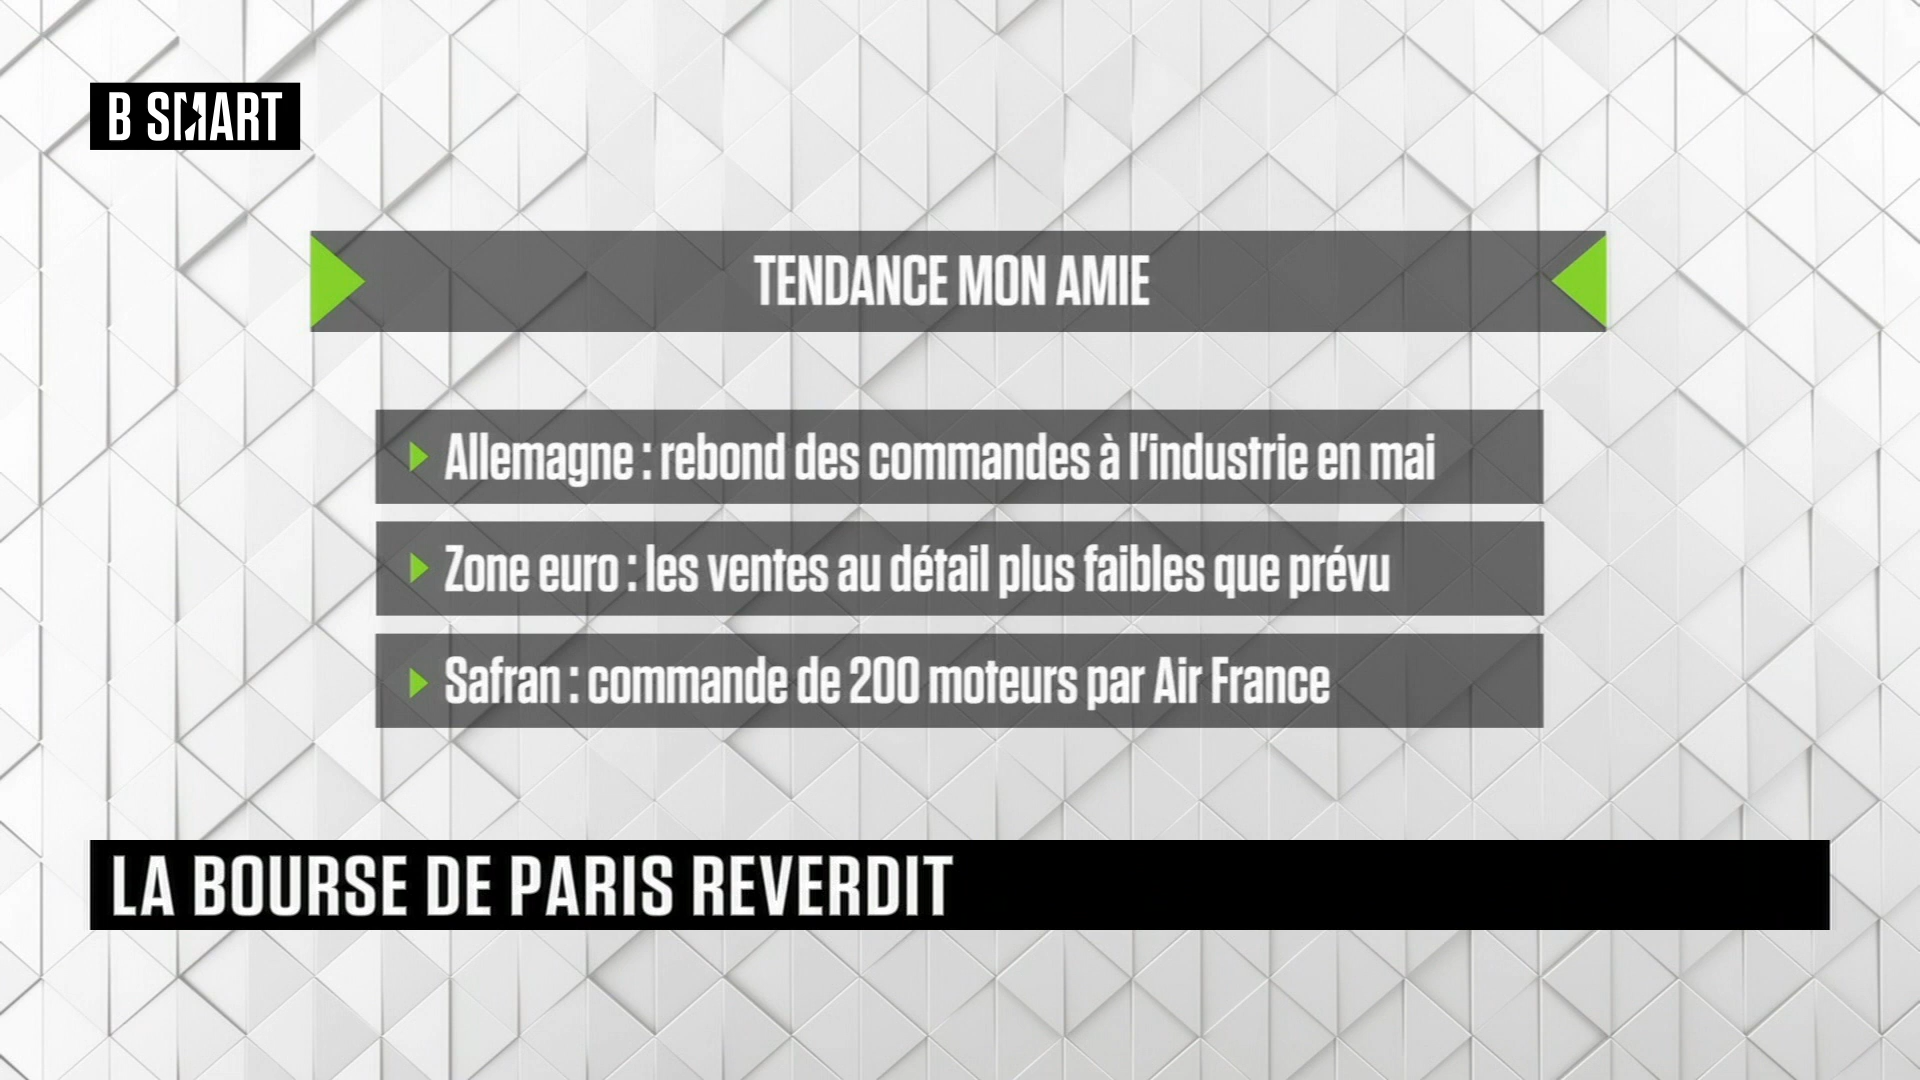 B SMART
TENDANCE MON AMIE
Allemagne : rebond des commandes à l'industrie en mai
Zone euro : les ventes au détail plus faibles que prévu
Safran : commande de 200 moteurs par Air France
LA BOURSE DE PARIS REVERDIT